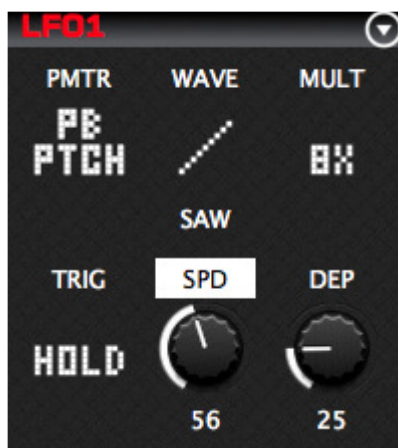 LFO1
PMTR WAVE MULT
PB
PTCH 8X
SAW
TRIG SPD DEP
HOLD
56 25